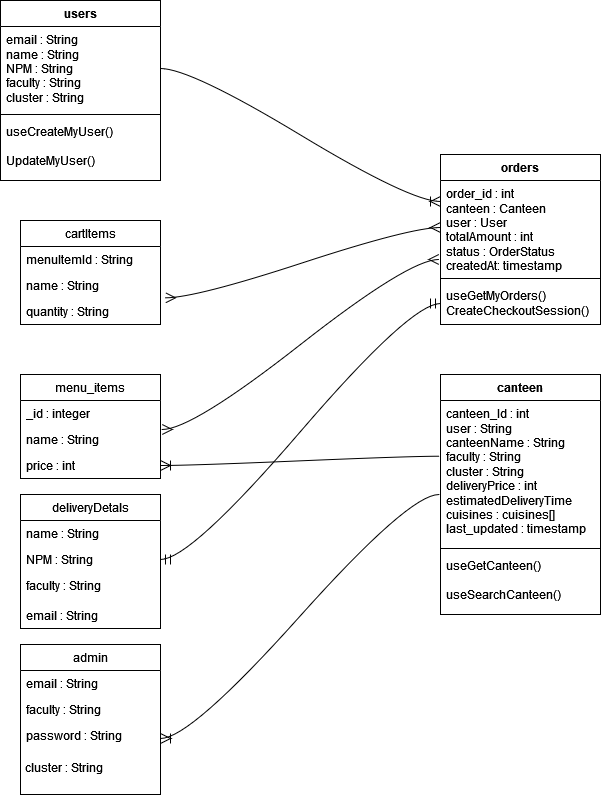 users
email : String
name : String
NPM : String
faculty : String
cluster : String
useCreateMyUser()
UpdateMyUser()
orders
order_id : int
canteen : Canteen
user : User
totalAmount : int
status : OrderStatus
createdAt: timestamp
useGetMyOrders()
CreateCheckoutSession()
cartItems
menuItemId : String
name : String
quantity : String
menu_items
_id : integer
name : String
price : int
canteen
canteen_Id : int
user : String
canteenName : String
faculty : String
cluster : String
deliveryPrice : int
estimatedDeliveryTime
cuisines : cuisines[]
last_updated : timestamp
useGetCanteen()
useSearchCanteen()
deliveryDetals
name : String
NPM : String
faculty : String
email : String
admin
email : String
faculty : String
password : String
cluster : String